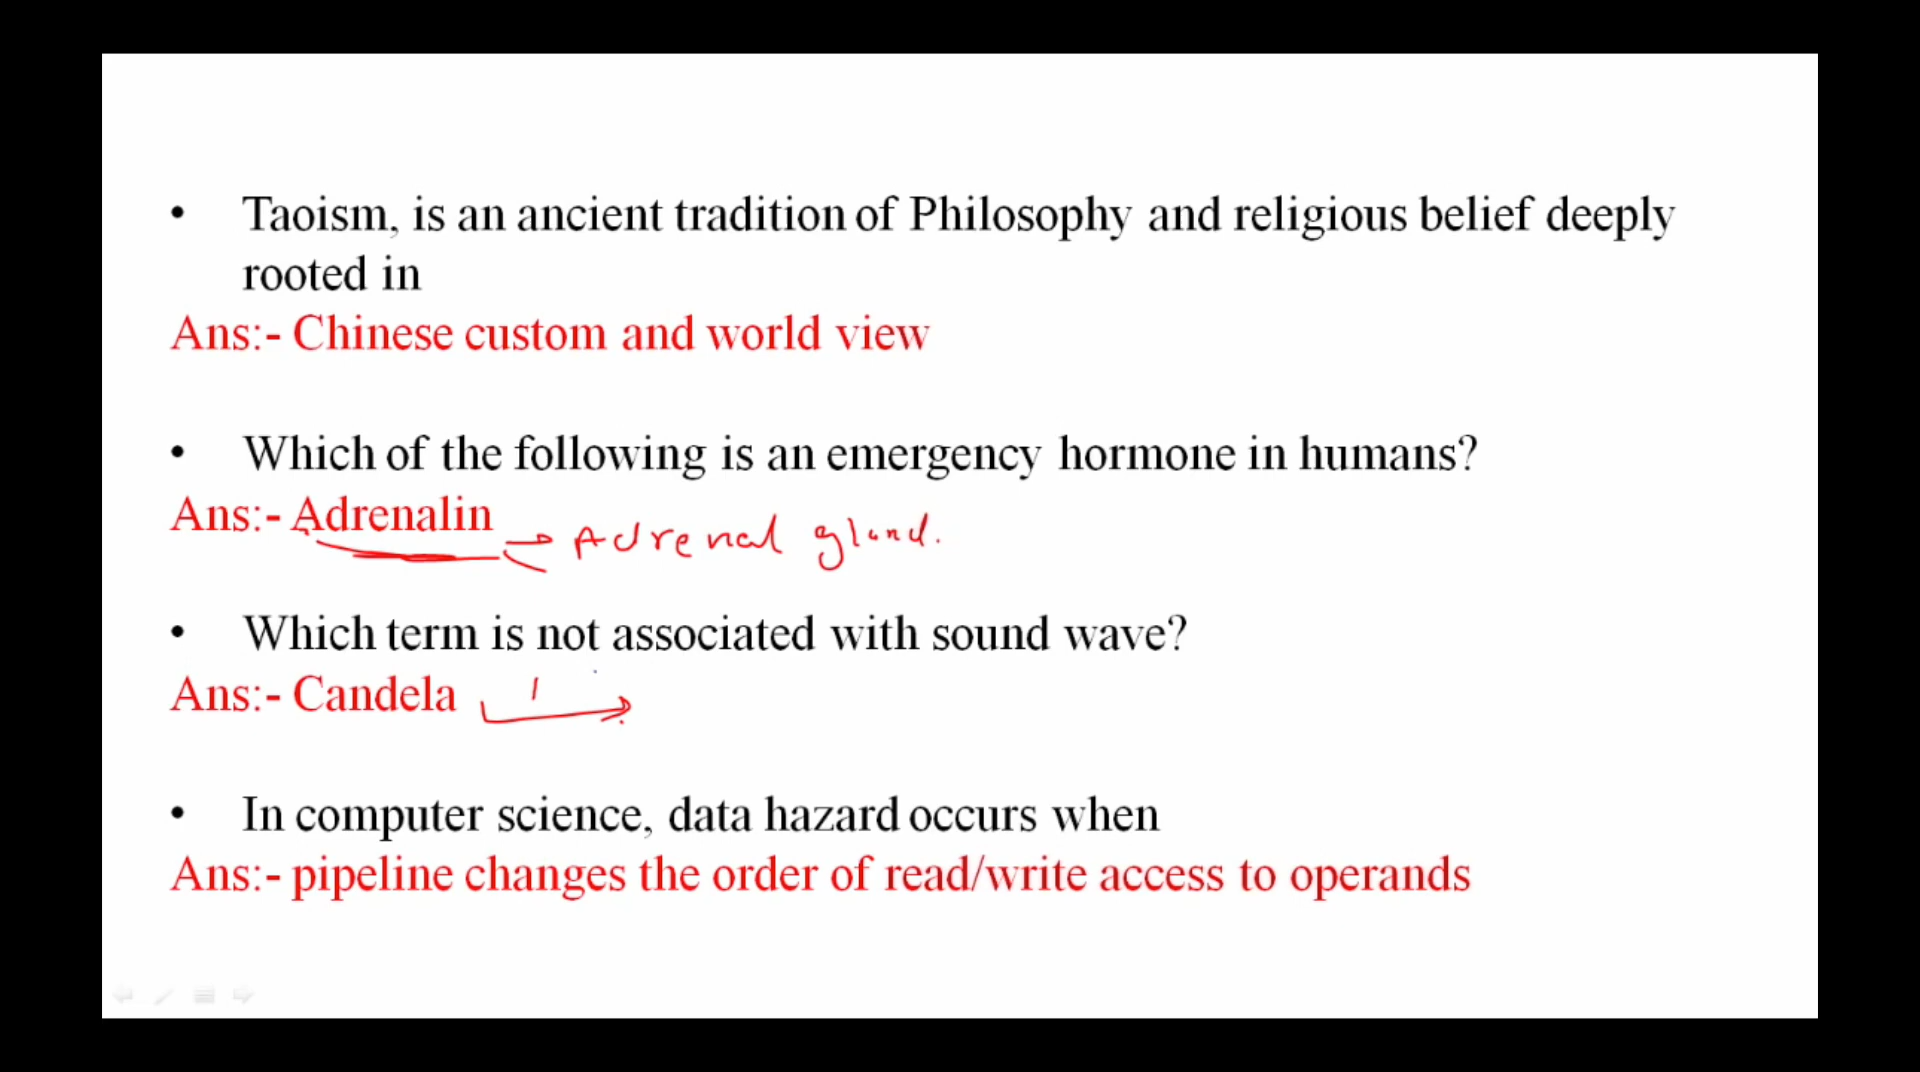 • Taoism, is an ancient tradition of Philosophy and religious belief deeply
rooted in
Ans:- Chinese custom and world view
• Which of the following is an emergency hormone in humans?
Ans:- Adrenalin → Adrenal gland.
• Which term is not associated with sound wave?
Ans:- Candela
• In computer science, data hazard occurs when
Ans:- pipeline changes the order of read/write access to operands